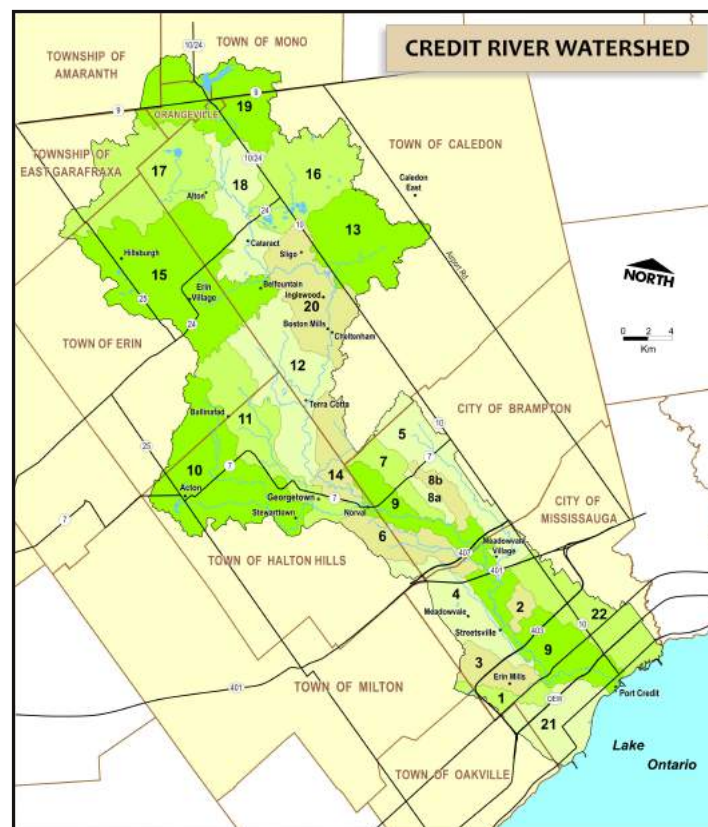 CREDIT RIVER WATERSHED
10/24
TOWN OF MONO
TOWNSHIP OF
AMARANTH
9
19
9
ORANGEVILLE
TOWN OF CALEDON
TOWNSHIP OF
EAST GARAFRAXA
10/24
17
18
16
Caledon
East
Alton
24
10
13
Cataract
Sligo
Airport Rd.
Hillsburgh
15
25
Belfountain
NORTH
Erin
Village
Inglewood
20
24
Boston Mills
Cheltenham
0 2 4
Km
TOWN OF ERIN
12
Terra Cotta
CITY OF BRAMPTON
Ballinafad
11
5
10
25
7
7
10
7
14
8b
8a
Acton
Georgetown
7
9
CITY OF
MISSISSAUGA
Stewarttown
Norval
7
6
Meadowvale
Village
407
TOWN OF HALTON HILLS
401
4
2
22
Meadowvale
10
Streetsville
403
9
3
Erin Mills
401
TOWN OF MILTON
1
QEW
Port Credit
21
Lake
Ontario
TOWN OF OAKVILLE